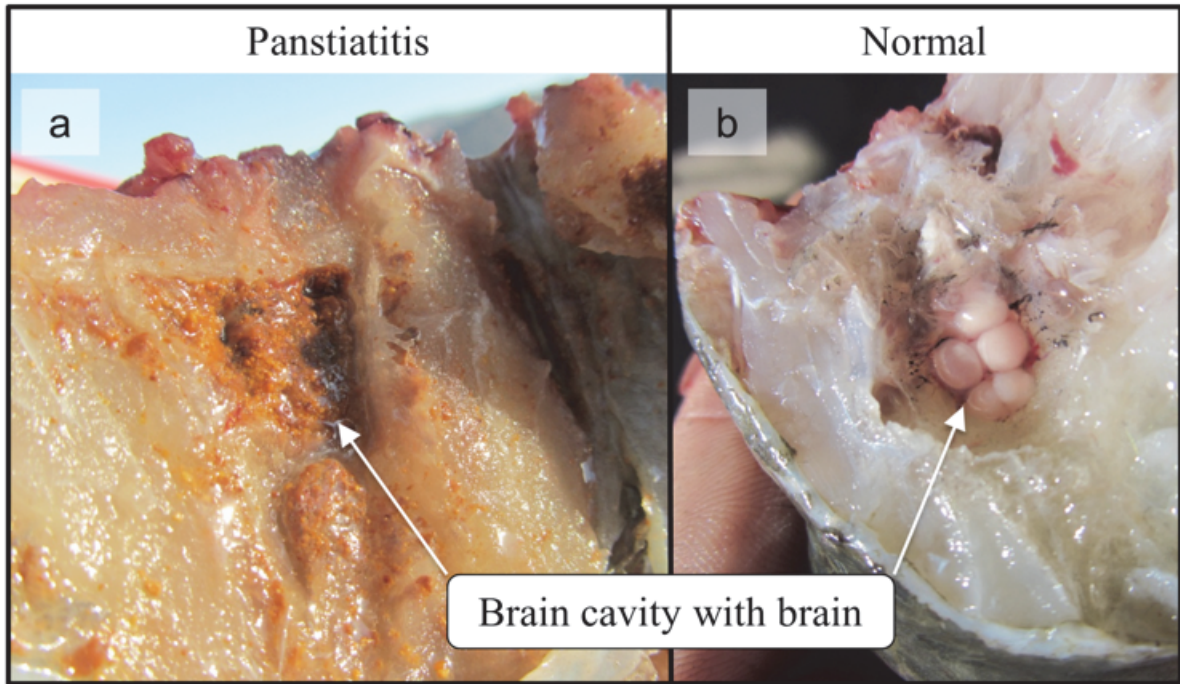 Panstiatitis
Normal
a
b
Brain cavity with brain